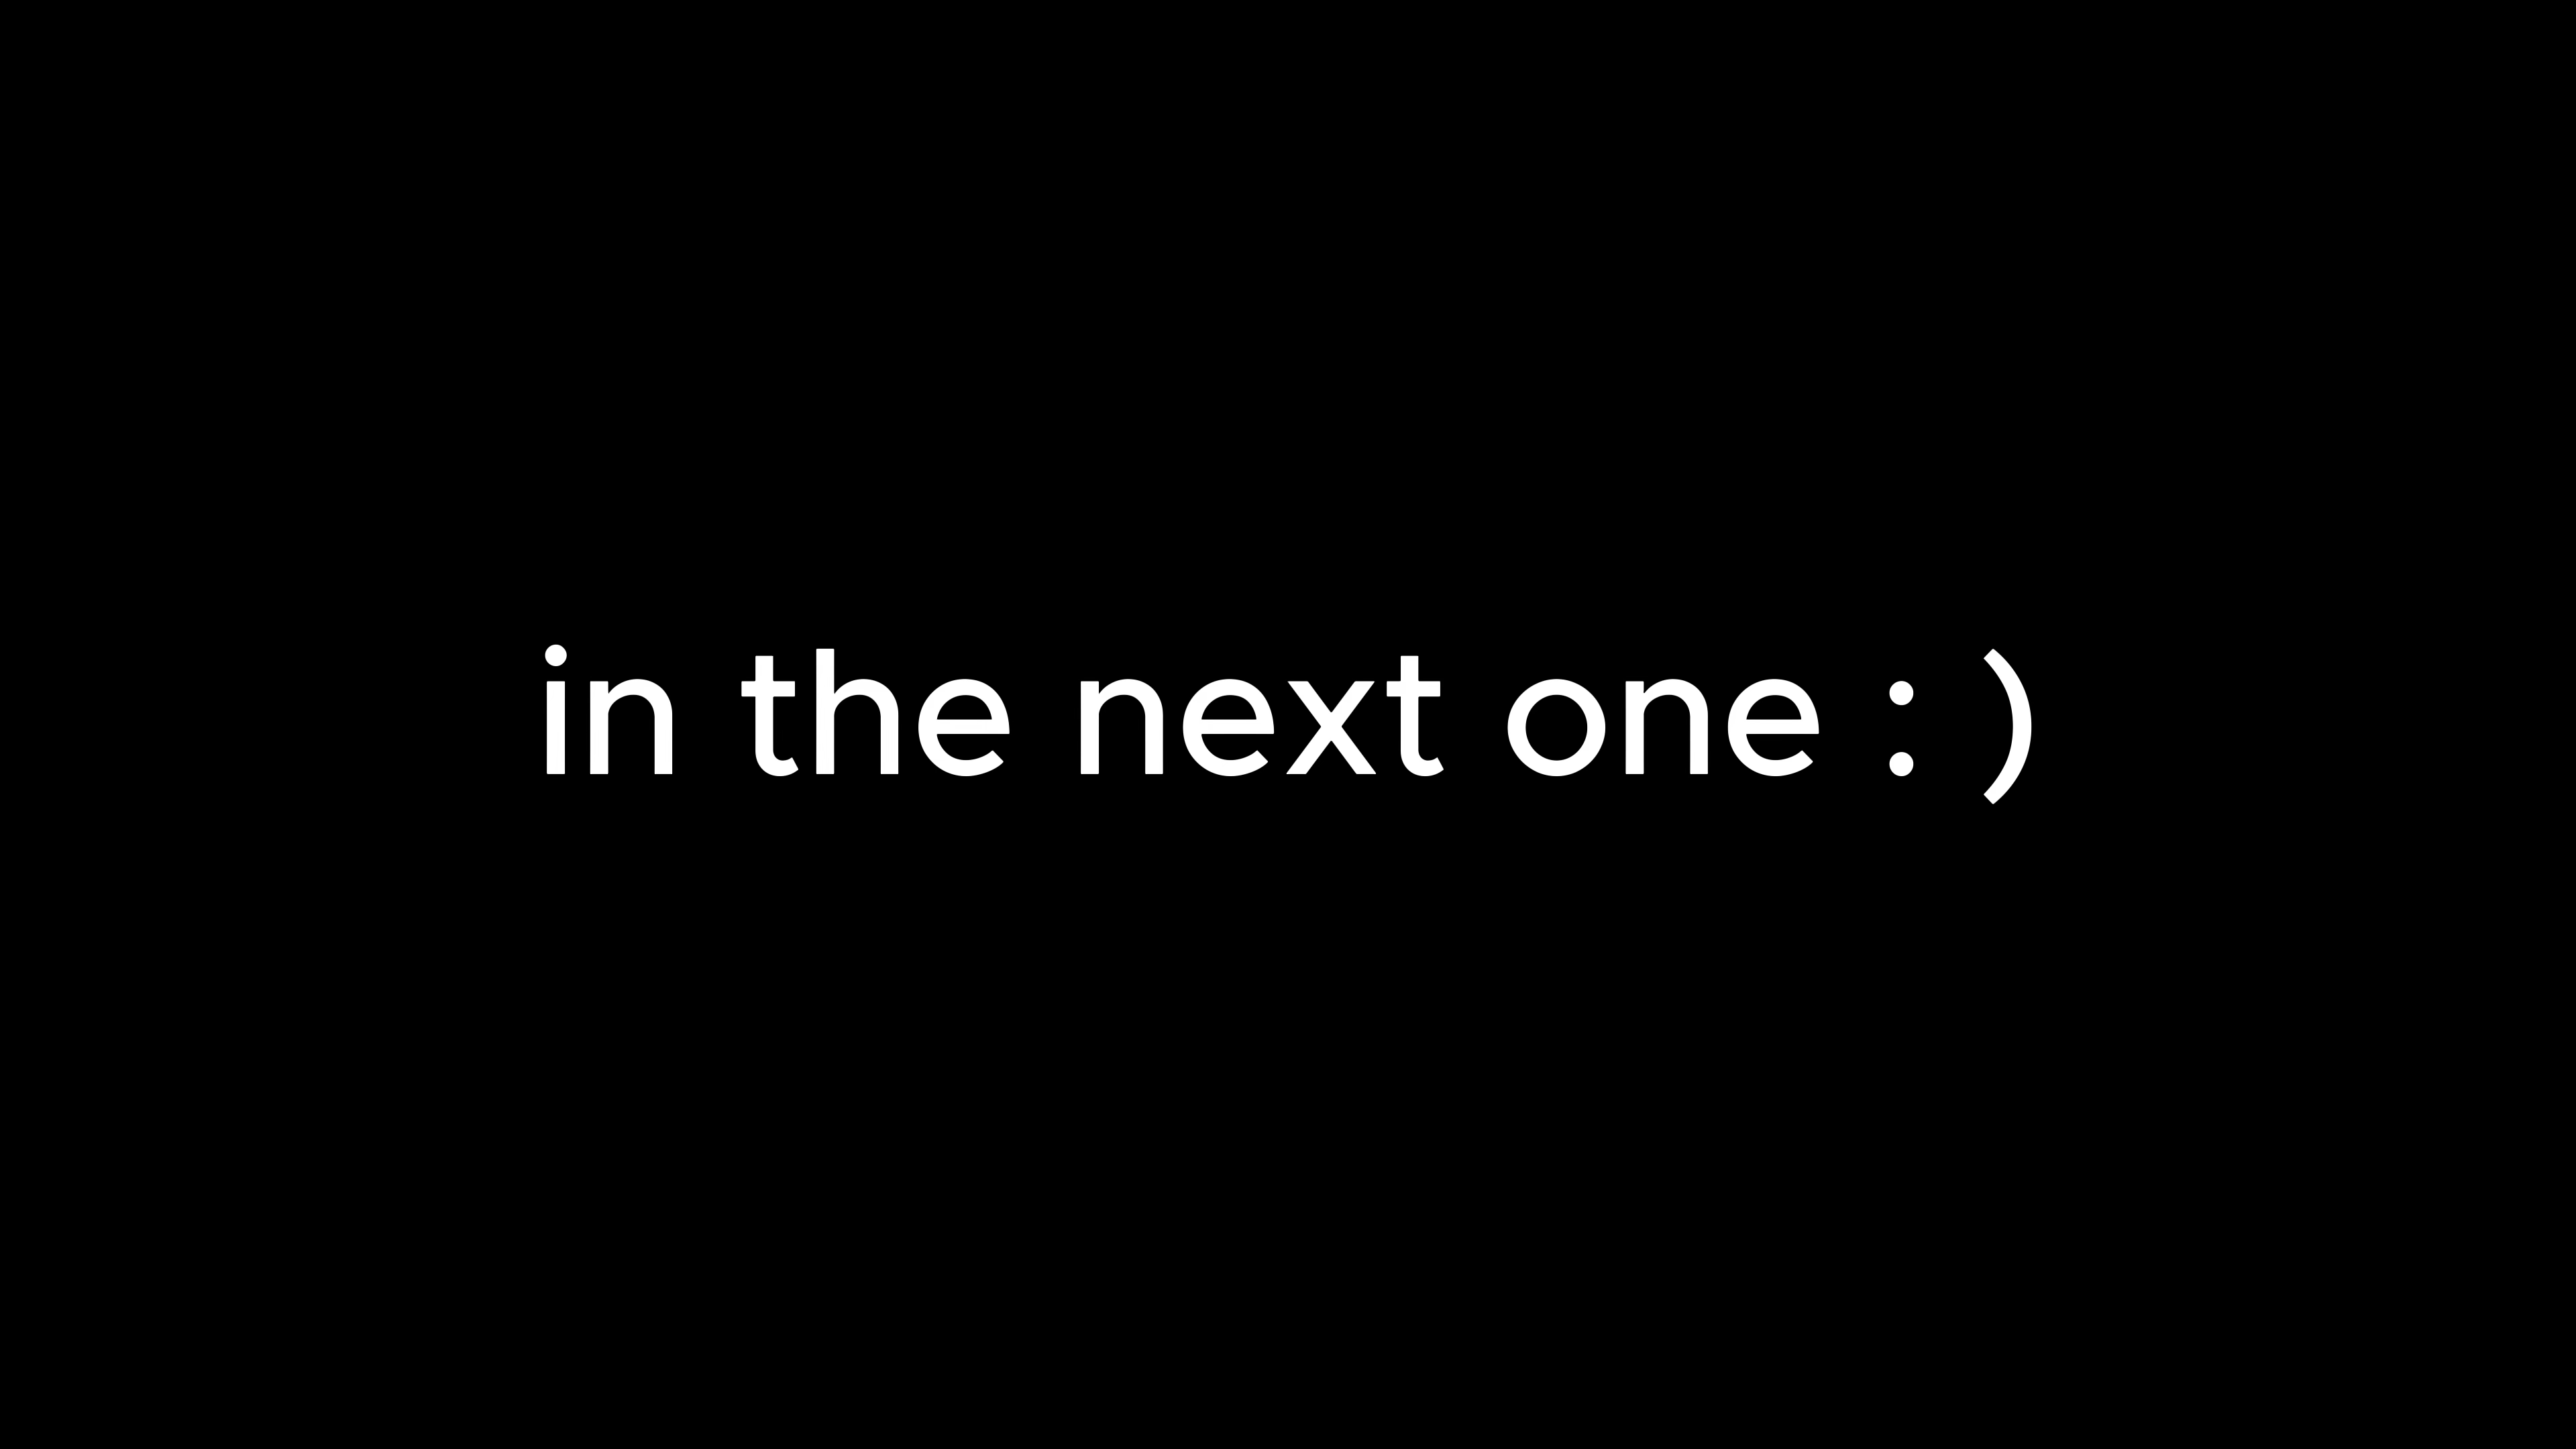 in the next one : )